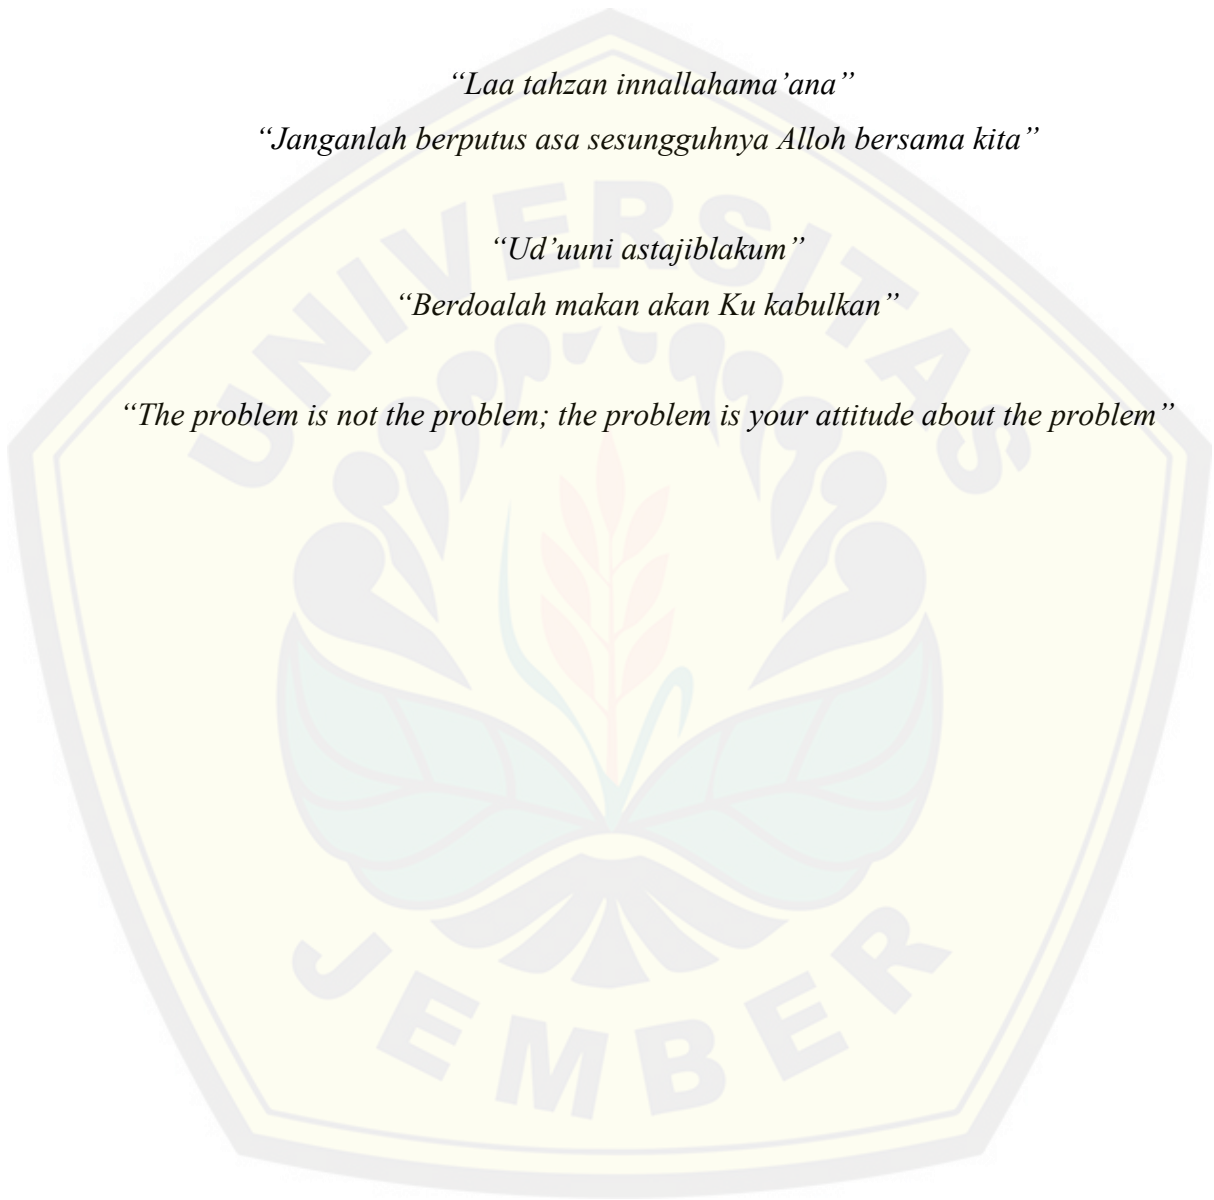 “Laa tahzan innallahama’ana”
“Janganlah berputus asa sesungguhnya Alloh bersama kita”
“Ud’uuni astajiblakum”
“Berdoalah makan akan Ku kabulkan”
“The problem is not the problem; the problem is your attitude about the problem”
UNIVERSITAS
JEMBER